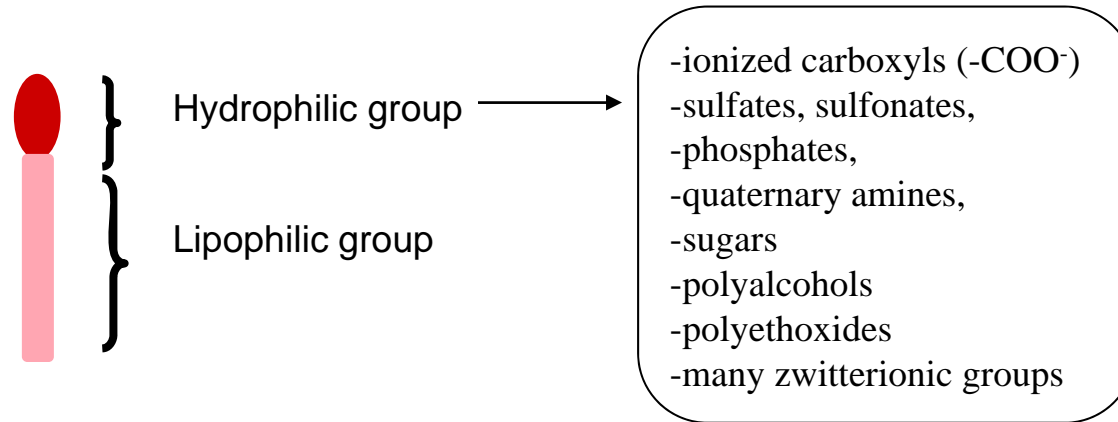 Hydrophilic group
Lipophilic group
-ionized carboxyls (-COO⁻)
-sulfates, sulfonates,
-phosphates,
-quaternary amines,
-sugars
-polyalcohols
-polyethoxides
-many zwitterionic groups